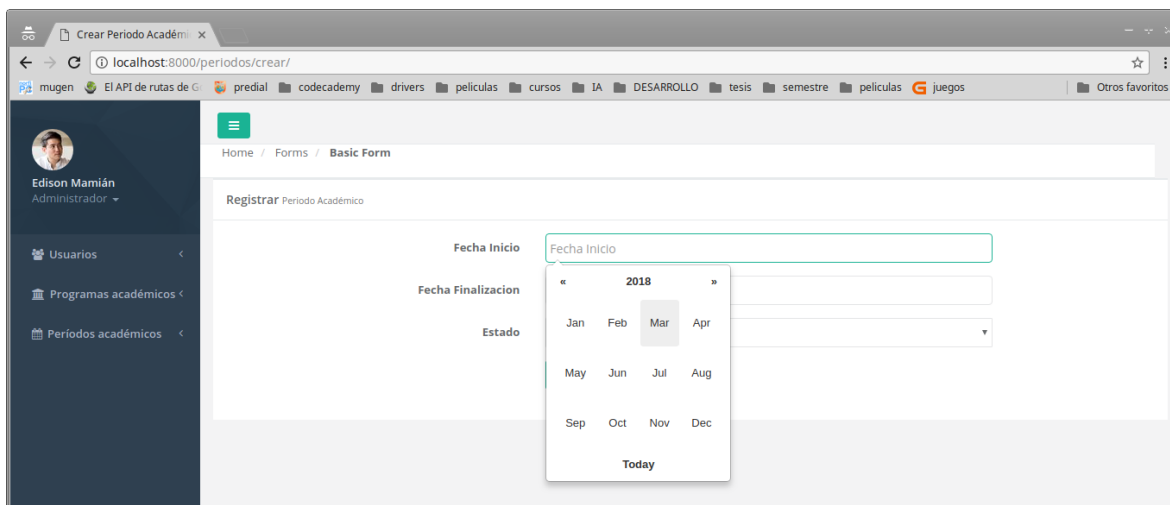 Crear Periodo Académi
localhost:8000/periodos/crear/
mugen El API de rutas de G predial codecademy drivers peliculas cursos IA DESARROLLO tesis semestre peliculas juegos Otros favoritos
Home / Forms / Basic Form
Edison Mamián
Administrador
Registrar Periodo Académico
Usuarios
Programas académicos
Períodos académicos
Fecha Inicio Fecha Inicio
Fecha Finalizacion
Estado
« 2018 »
Jan Feb Mar Apr
May Jun Jul Aug
Sep Oct Nov Dec
Today